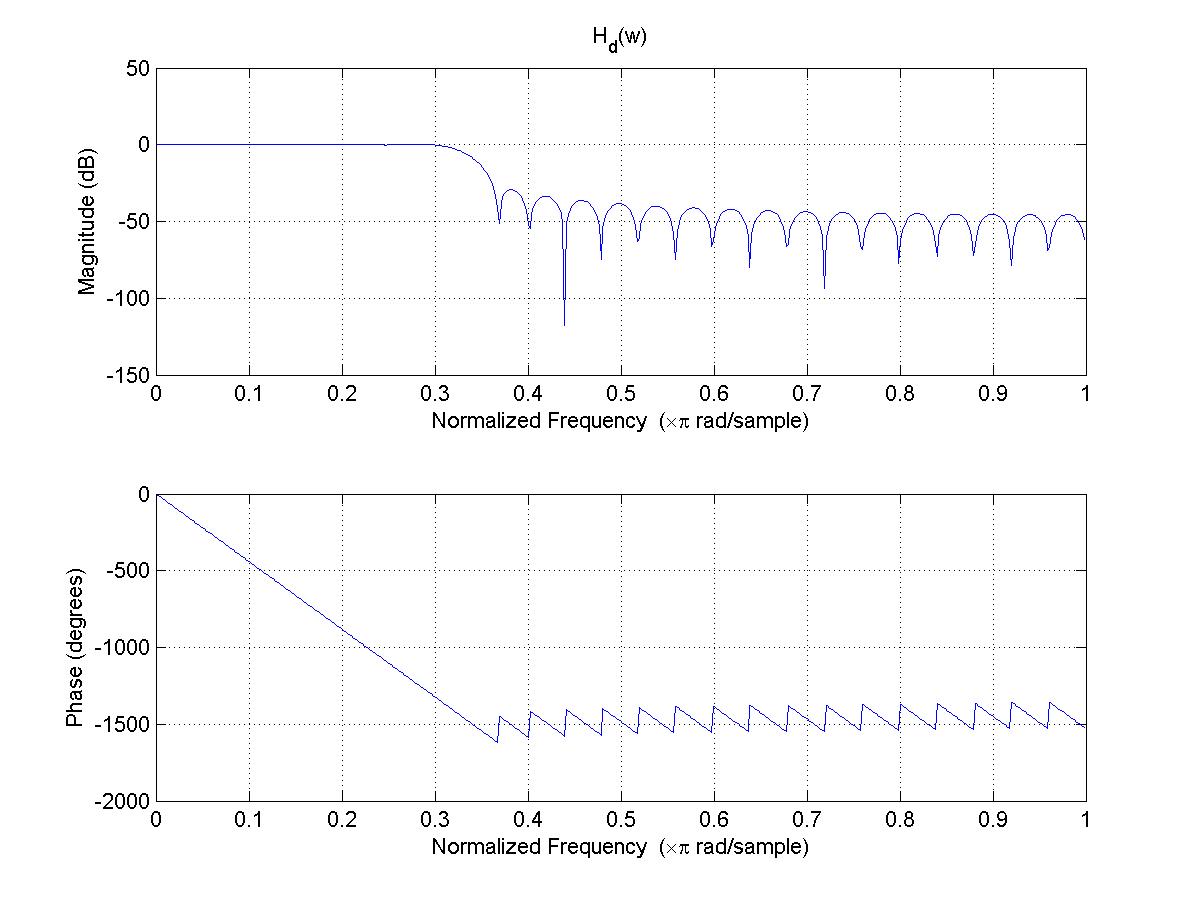 H_d(w)
50
0
-50
-100
-150
Magnitude (dB)
0 0.1 0.2 0.3 0.4 0.5 0.6 0.7 0.8 0.9 1
Normalized Frequency (×π rad/sample)
0
-500
-1000
-1500
-2000
Phase (degrees)
0 0.1 0.2 0.3 0.4 0.5 0.6 0.7 0.8 0.9 1
Normalized Frequency (×π rad/sample)